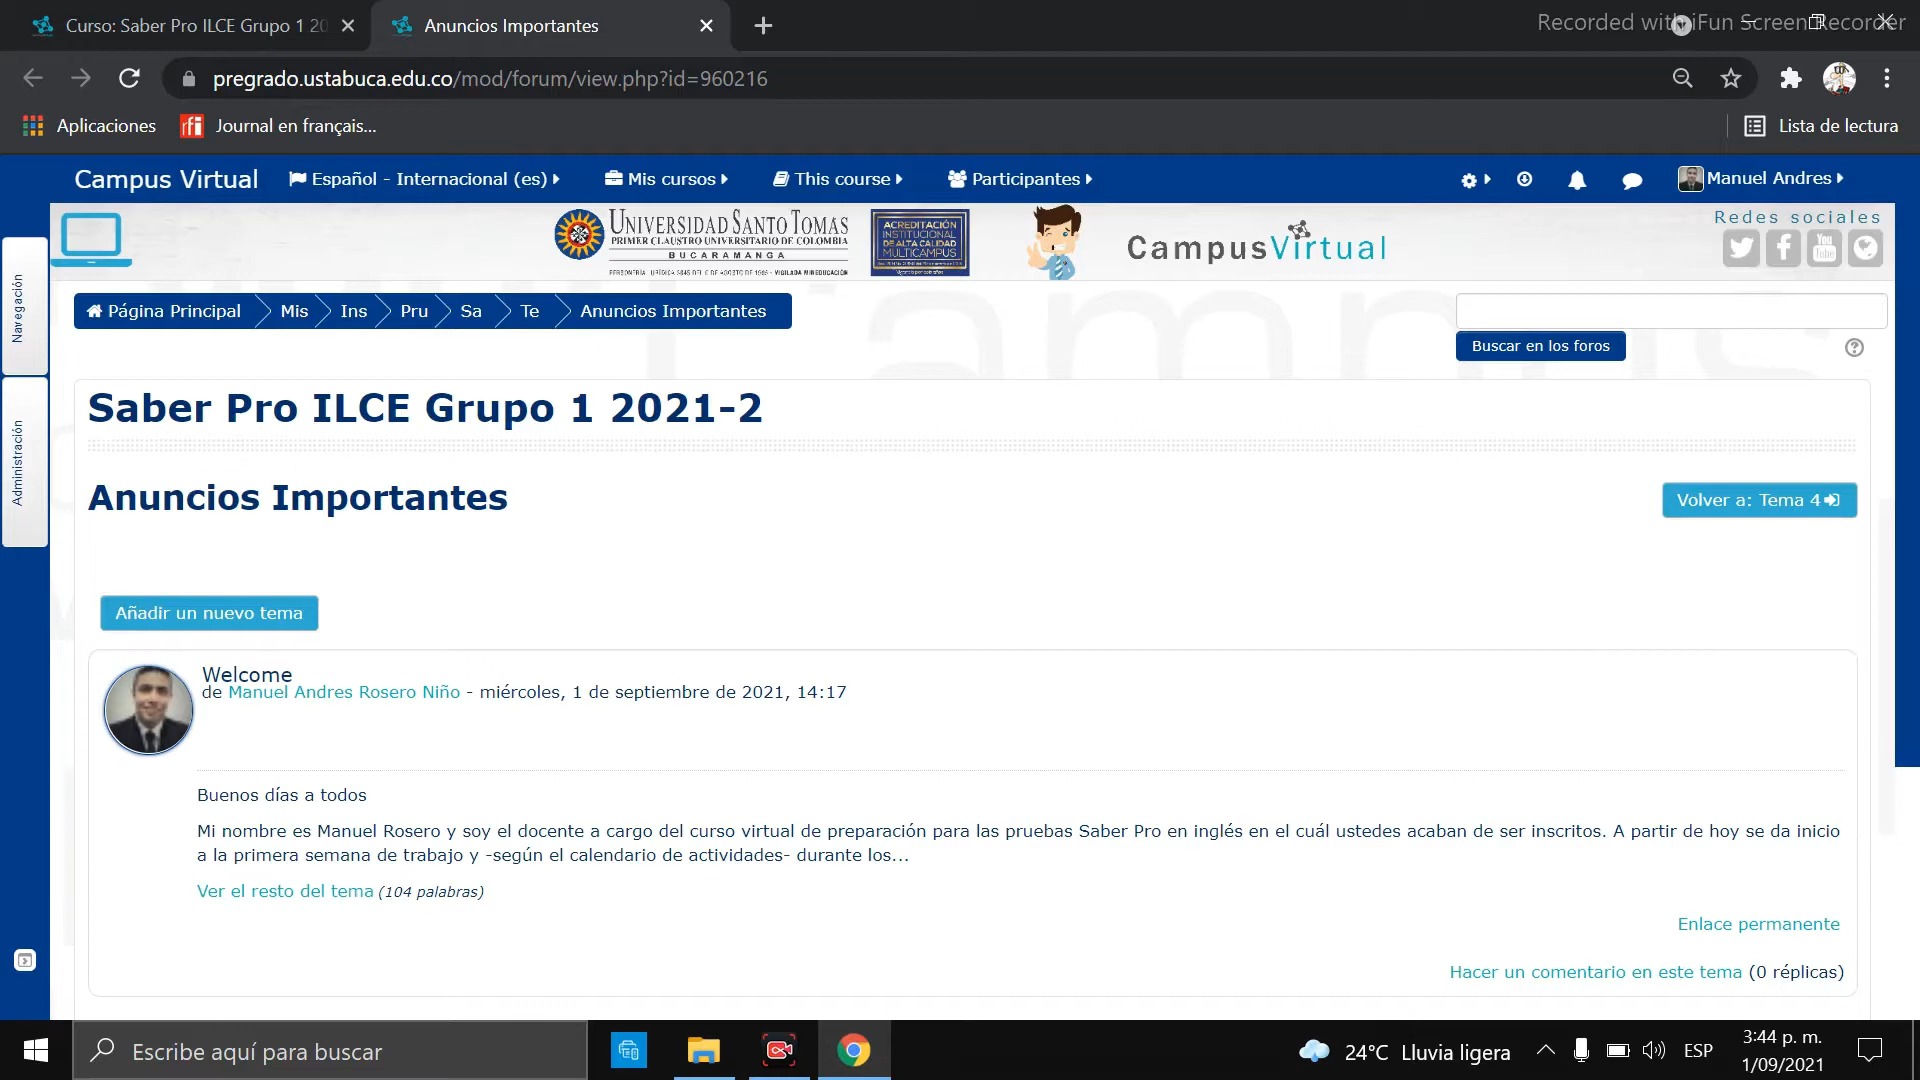 Curso: Saber Pro ILCE Grupo 1 20
Anuncios Importantes
Recorded with iFun Screen Recorder
pregrado.ustabuca.edu.co/mod/forum/view.php?id=960216
Aplicaciones
rfi
Journal en français...
Lista de lectura
Campus Virtual
Español - Internacional (es)
Mis cursos
This course
Participantes
Manuel Andres
UNIVERSIDAD SANTO TOMAS
PRIMER CLAUSTRO UNIVERSITARIO DE COLOMBIA
BUCARAMANGA
ACREDITACIÓN
INSTITUCIONAL
DE ALTA CALIDAD
MULTICAMPUS
CampusVirtual
Redes sociales
You
Tube
Navegación
Administración
Página Principal
Mis
Ins
Pru
Sa
Te
Anuncios Importantes
Buscar en los foros
Saber Pro ILCE Grupo 1 2021-2
Anuncios Importantes
Volver a: Tema 4
Añadir un nuevo tema
Welcome
de Manuel Andres Rosero Niño - miércoles, 1 de septiembre de 2021, 14:17
Buenos días a todos
Mi nombre es Manuel Rosero y soy el docente a cargo del curso virtual de preparación para las pruebas Saber Pro en inglés en el cuál ustedes acaban de ser inscritos. A partir de hoy se da inicio
a la primera semana de trabajo y -según el calendario de actividades- durante los...
Ver el resto del tema (104 palabras)
Enlace permanente
Hacer un comentario en este tema (0 réplicas)
Escribe aquí para buscar
24°C Lluvia ligera
ESP
3:44 p. m.
1/09/2021